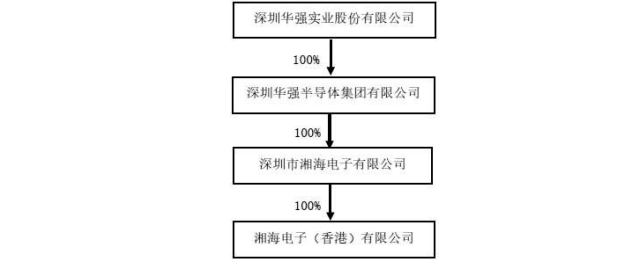 深圳华强实业股份有限公司
100%
深圳华强半导体集团有限公司
100%
深圳市湘海电子有限公司
100%
湘海电子（香港）有限公司